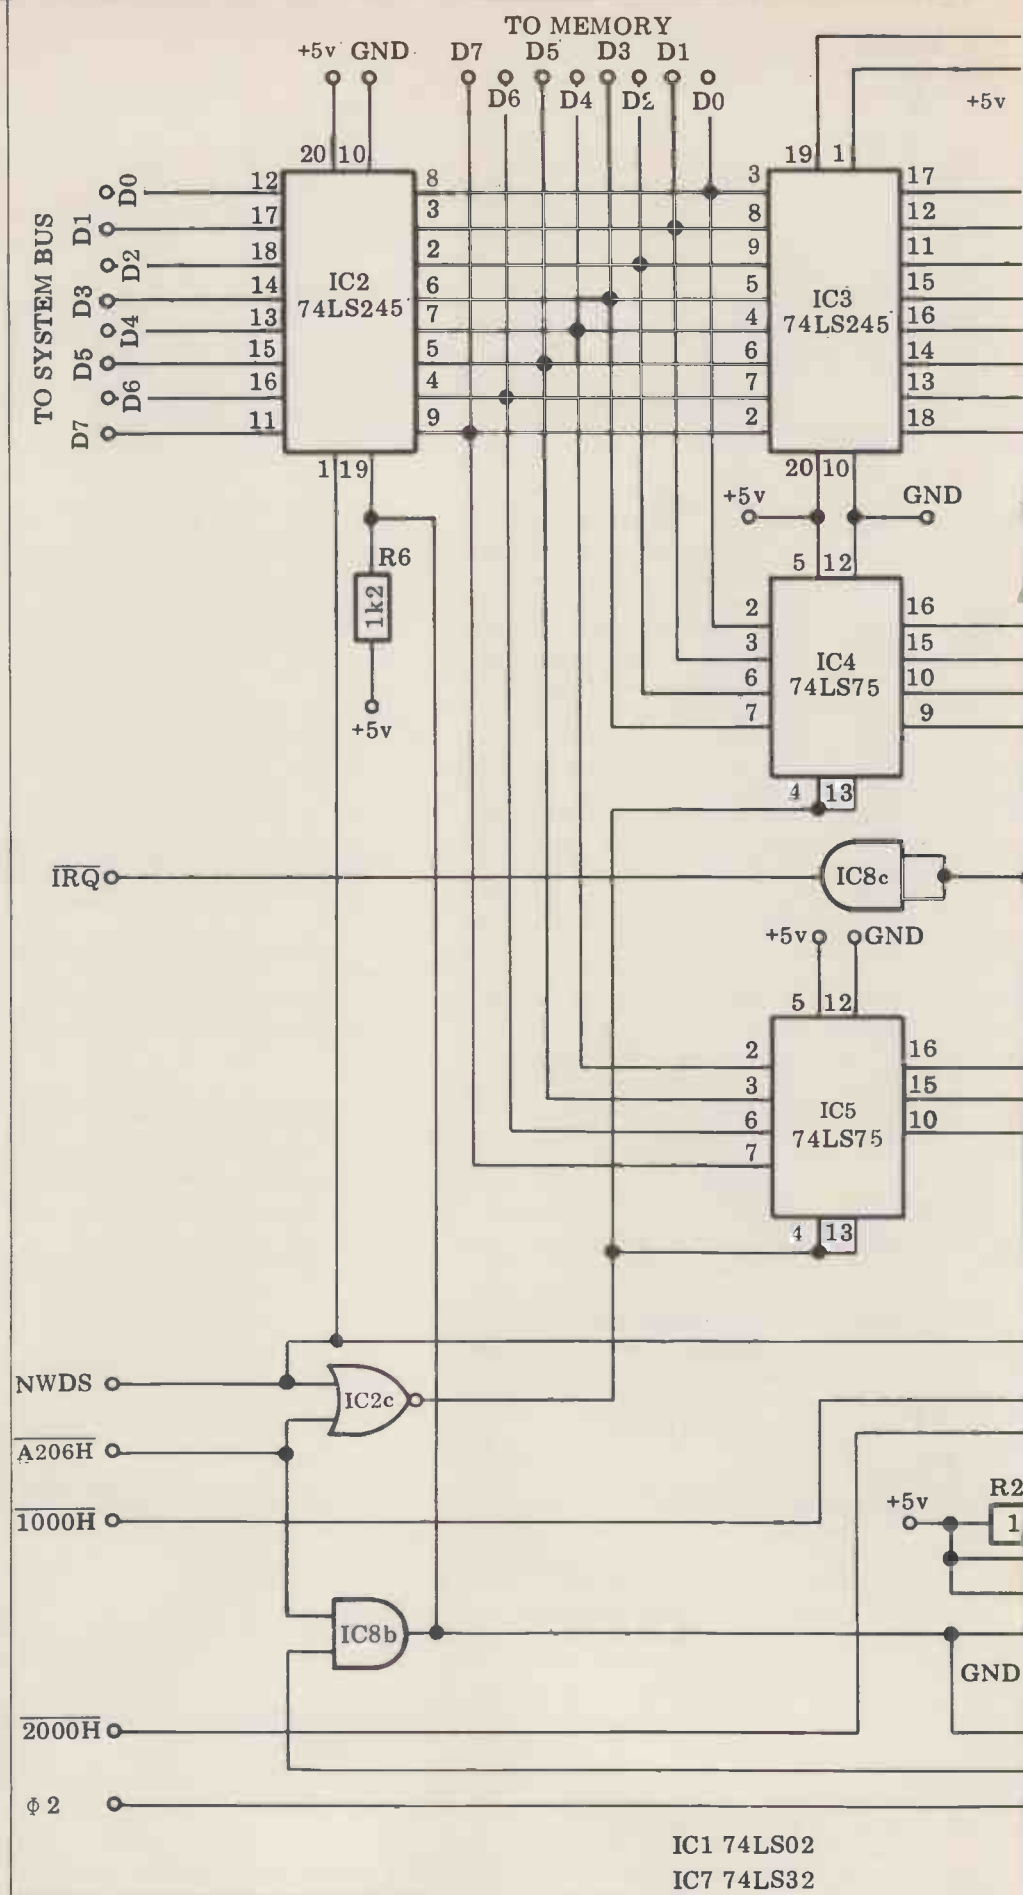 TO MEMORY
+5v GND D7 D5 D3 D1
D6 D4 D2 D0
+5v
20 10
19 1
TO SYSTEM BUS
D0 12 8 3 17
D1 17 3 8 12
D2 18 2 9 11
D3 14 6 5 15
D4 13 7 4 16
D5 15 5 6 14
D6 16 4 7 13
D7 11 9 2 18
IC2
74LS245
IC3
74LS245
1 19
20 10
+5v GND
R6
1k2
+5v
5 12
2 16
3 15
6 10
7 9
IC4
74LS75
4 13
IRQ
IC8c
+5v GND
5 12
2 16
3 15
6 10
7
IC5
74LS75
4 13
NWDS
IC2c
A206H
1000H
+5v
R2
1
IC8b
GND
2000H
Φ 2
IC1 74LS02
IC7 74LS32